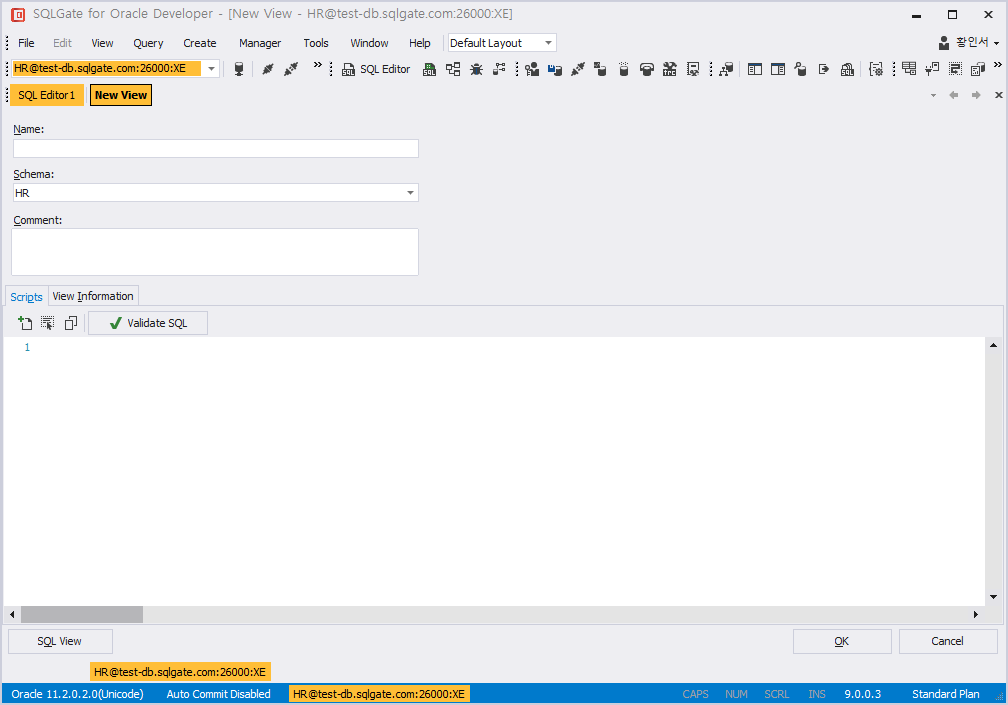 SQLGate for Oracle Developer - [New View - HR@test-db.sqlgate.com:26000:XE]
File Edit View Query Create Manager Tools Window Help Default Layout 황인서
HR@test-db.sqlgate.com:26000:XE SQL Editor
SQL Editor1 New View
Name:
Schema:
HR
Comment:
Scripts View Information
Validate SQL
1
SQL View OK Cancel
HR@test-db.sqlgate.com:26000:XE
Oracle 11.2.0.2.0(Unicode) Auto Commit Disabled HR@test-db.sqlgate.com:26000:XE CAPS NUM SCRL INS 9.0.0.3 Standard Plan